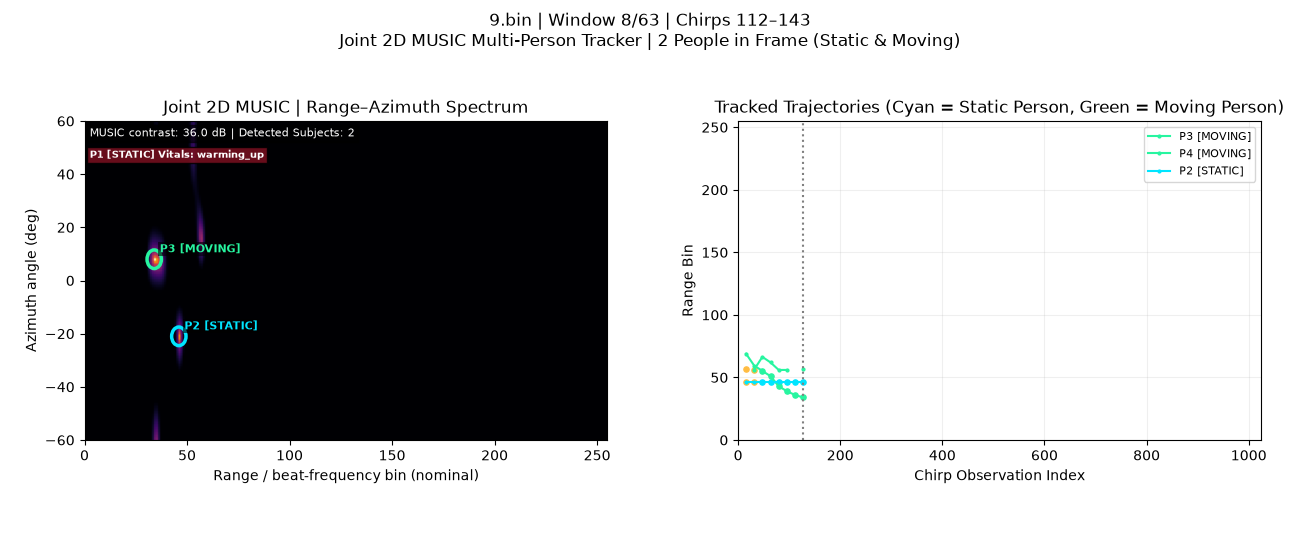 9.bin | Window 8/63 | Chirps 112–143
Joint 2D MUSIC Multi-Person Tracker | 2 People in Frame (Static & Moving)
Joint 2D MUSIC | Range–Azimuth Spectrum
MUSIC contrast: 36.0 dB | Detected Subjects: 2
P1 [STATIC] Vitals: warming_up
P3 [MOVING]
P2 [STATIC]
Azimuth angle (deg)
60
40
20
0
−20
−40
−60
0 50 100 150 200 250
Range / beat-frequency bin (nominal)
Tracked Trajectories (Cyan = Static Person, Green = Moving Person)
P3 [MOVING]
P4 [MOVING]
P2 [STATIC]
Range Bin
250
200
150
100
50
0
0 200 400 600 800 1000
Chirp Observation Index